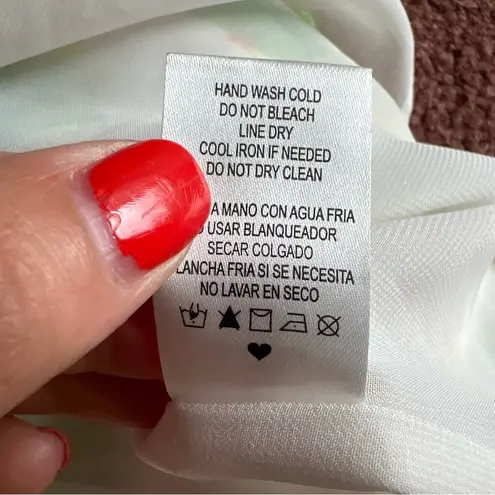 HAND WASH COLD
DO NOT BLEACH
LINE DRY
COOL IRON IF NEEDED
DO NOT DRY CLEAN
A MANO CON AGUA FRIA
USAR BLANQUEADOR
SECAR COLGADO
LANCHA FRIA SI SE NECESITA
NO LAVAR EN SECO